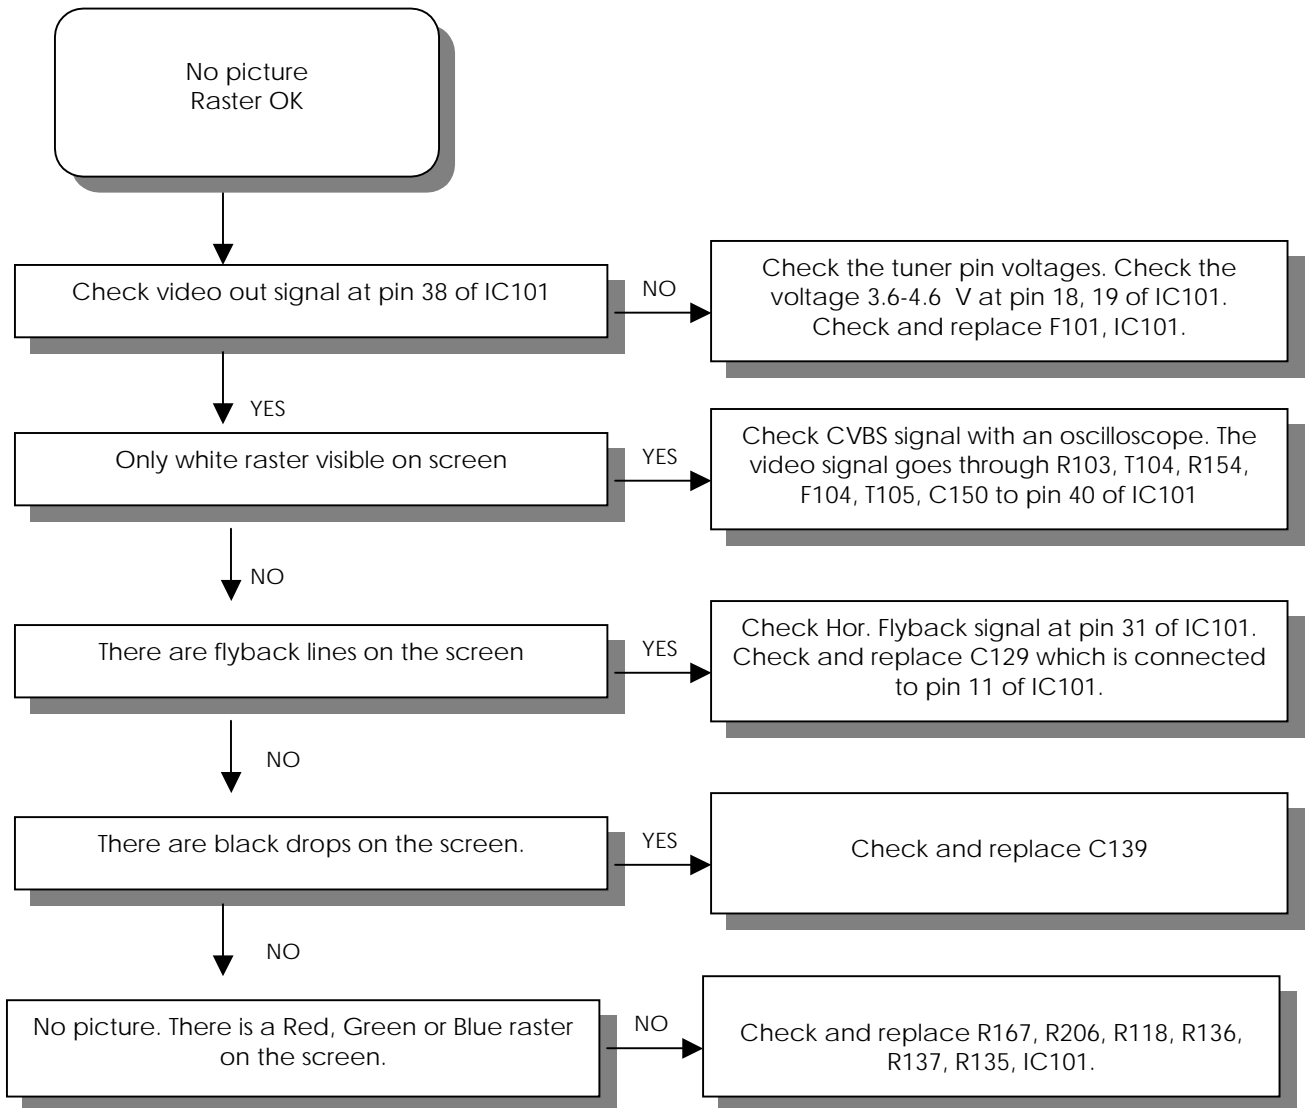 No picture
Raster OK
Check video out signal at pin 38 of IC101
NO
Check the tuner pin voltages. Check the
voltage 3.6-4.6 V at pin 18, 19 of IC101.
Check and replace F101, IC101.
YES
Only white raster visible on screen
YES
Check CVBS signal with an oscilloscope. The
video signal goes through R103, T104, R154,
F104, T105, C150 to pin 40 of IC101
NO
There are flyback lines on the screen
YES
Check Hor. Flyback signal at pin 31 of IC101.
Check and replace C129 which is connected
to pin 11 of IC101.
NO
There are black drops on the screen.
YES
Check and replace C139
NO
No picture. There is a Red, Green or Blue raster
on the screen.
NO
Check and replace R167, R206, R118, R136,
R137, R135, IC101.